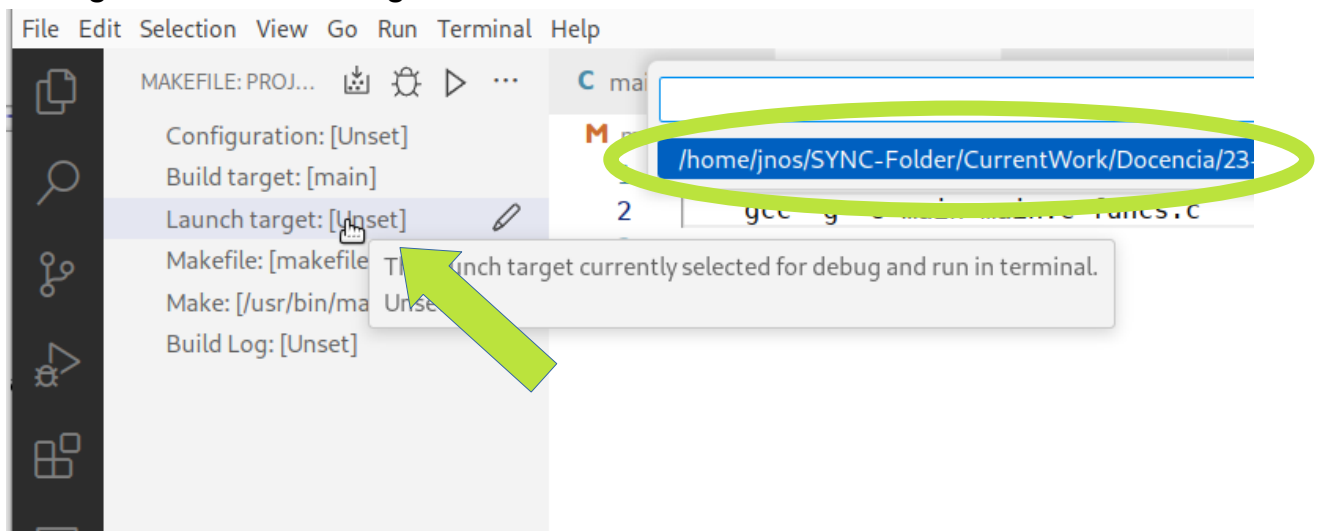 File Edit Selection View Go Run Terminal Help
MAKEFILE: PROJ... ...
C mai
M m
/home/jnos/SYNC-Folder/CurrentWork/Docencia/23-
Configuration: [Unset]
Build target: [main]
Launch target: [Unset]
2 gcc -g -o main main.c funcs.c
Makefile: [makefile
Make: [/usr/bin/ma
Build Log: [Unset]
launch target currently selected for debug and run in terminal.
Unse